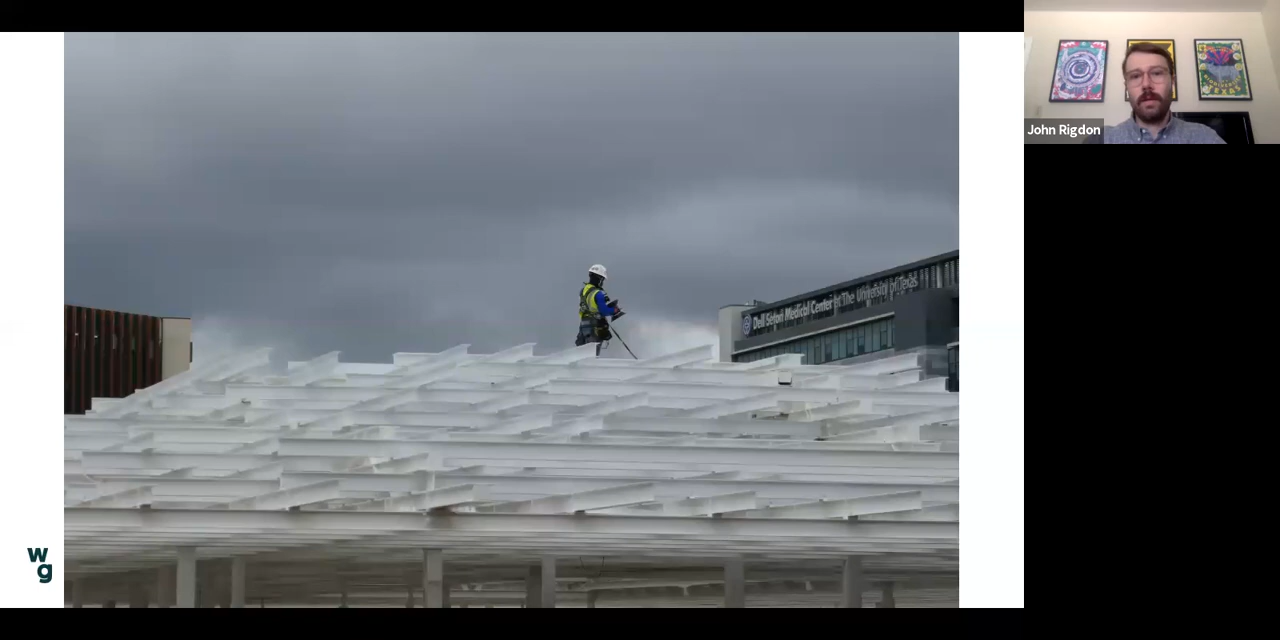 Dell Seton Medical Center at The University of Texas
John Rigdon
w
g